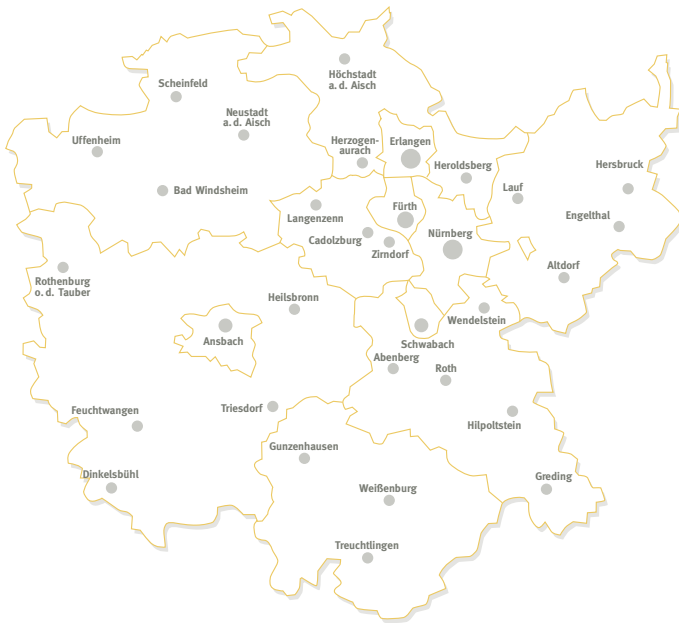 Höchstadt
a. d. Aisch
Scheinfeld
Neustadt
a. d. Aisch
Uffenheim
Herzogen-
aurach
Erlangen
Heroldsberg
Hersbruck
Bad Windsheim
Lauf
Langenzenn
Fürth
Engelthal
Cadolzburg
Nürnberg
Zirndorf
Altdorf
Rothenburg
o. d. Tauber
Heilsbronn
Wendelstein
Ansbach
Schwabach
Abenberg
Roth
Feuchtwangen
Triesdorf
Hilpoltstein
Gunzenhausen
Dinkelsbühl
Greding
Weißenburg
Treuchtlingen